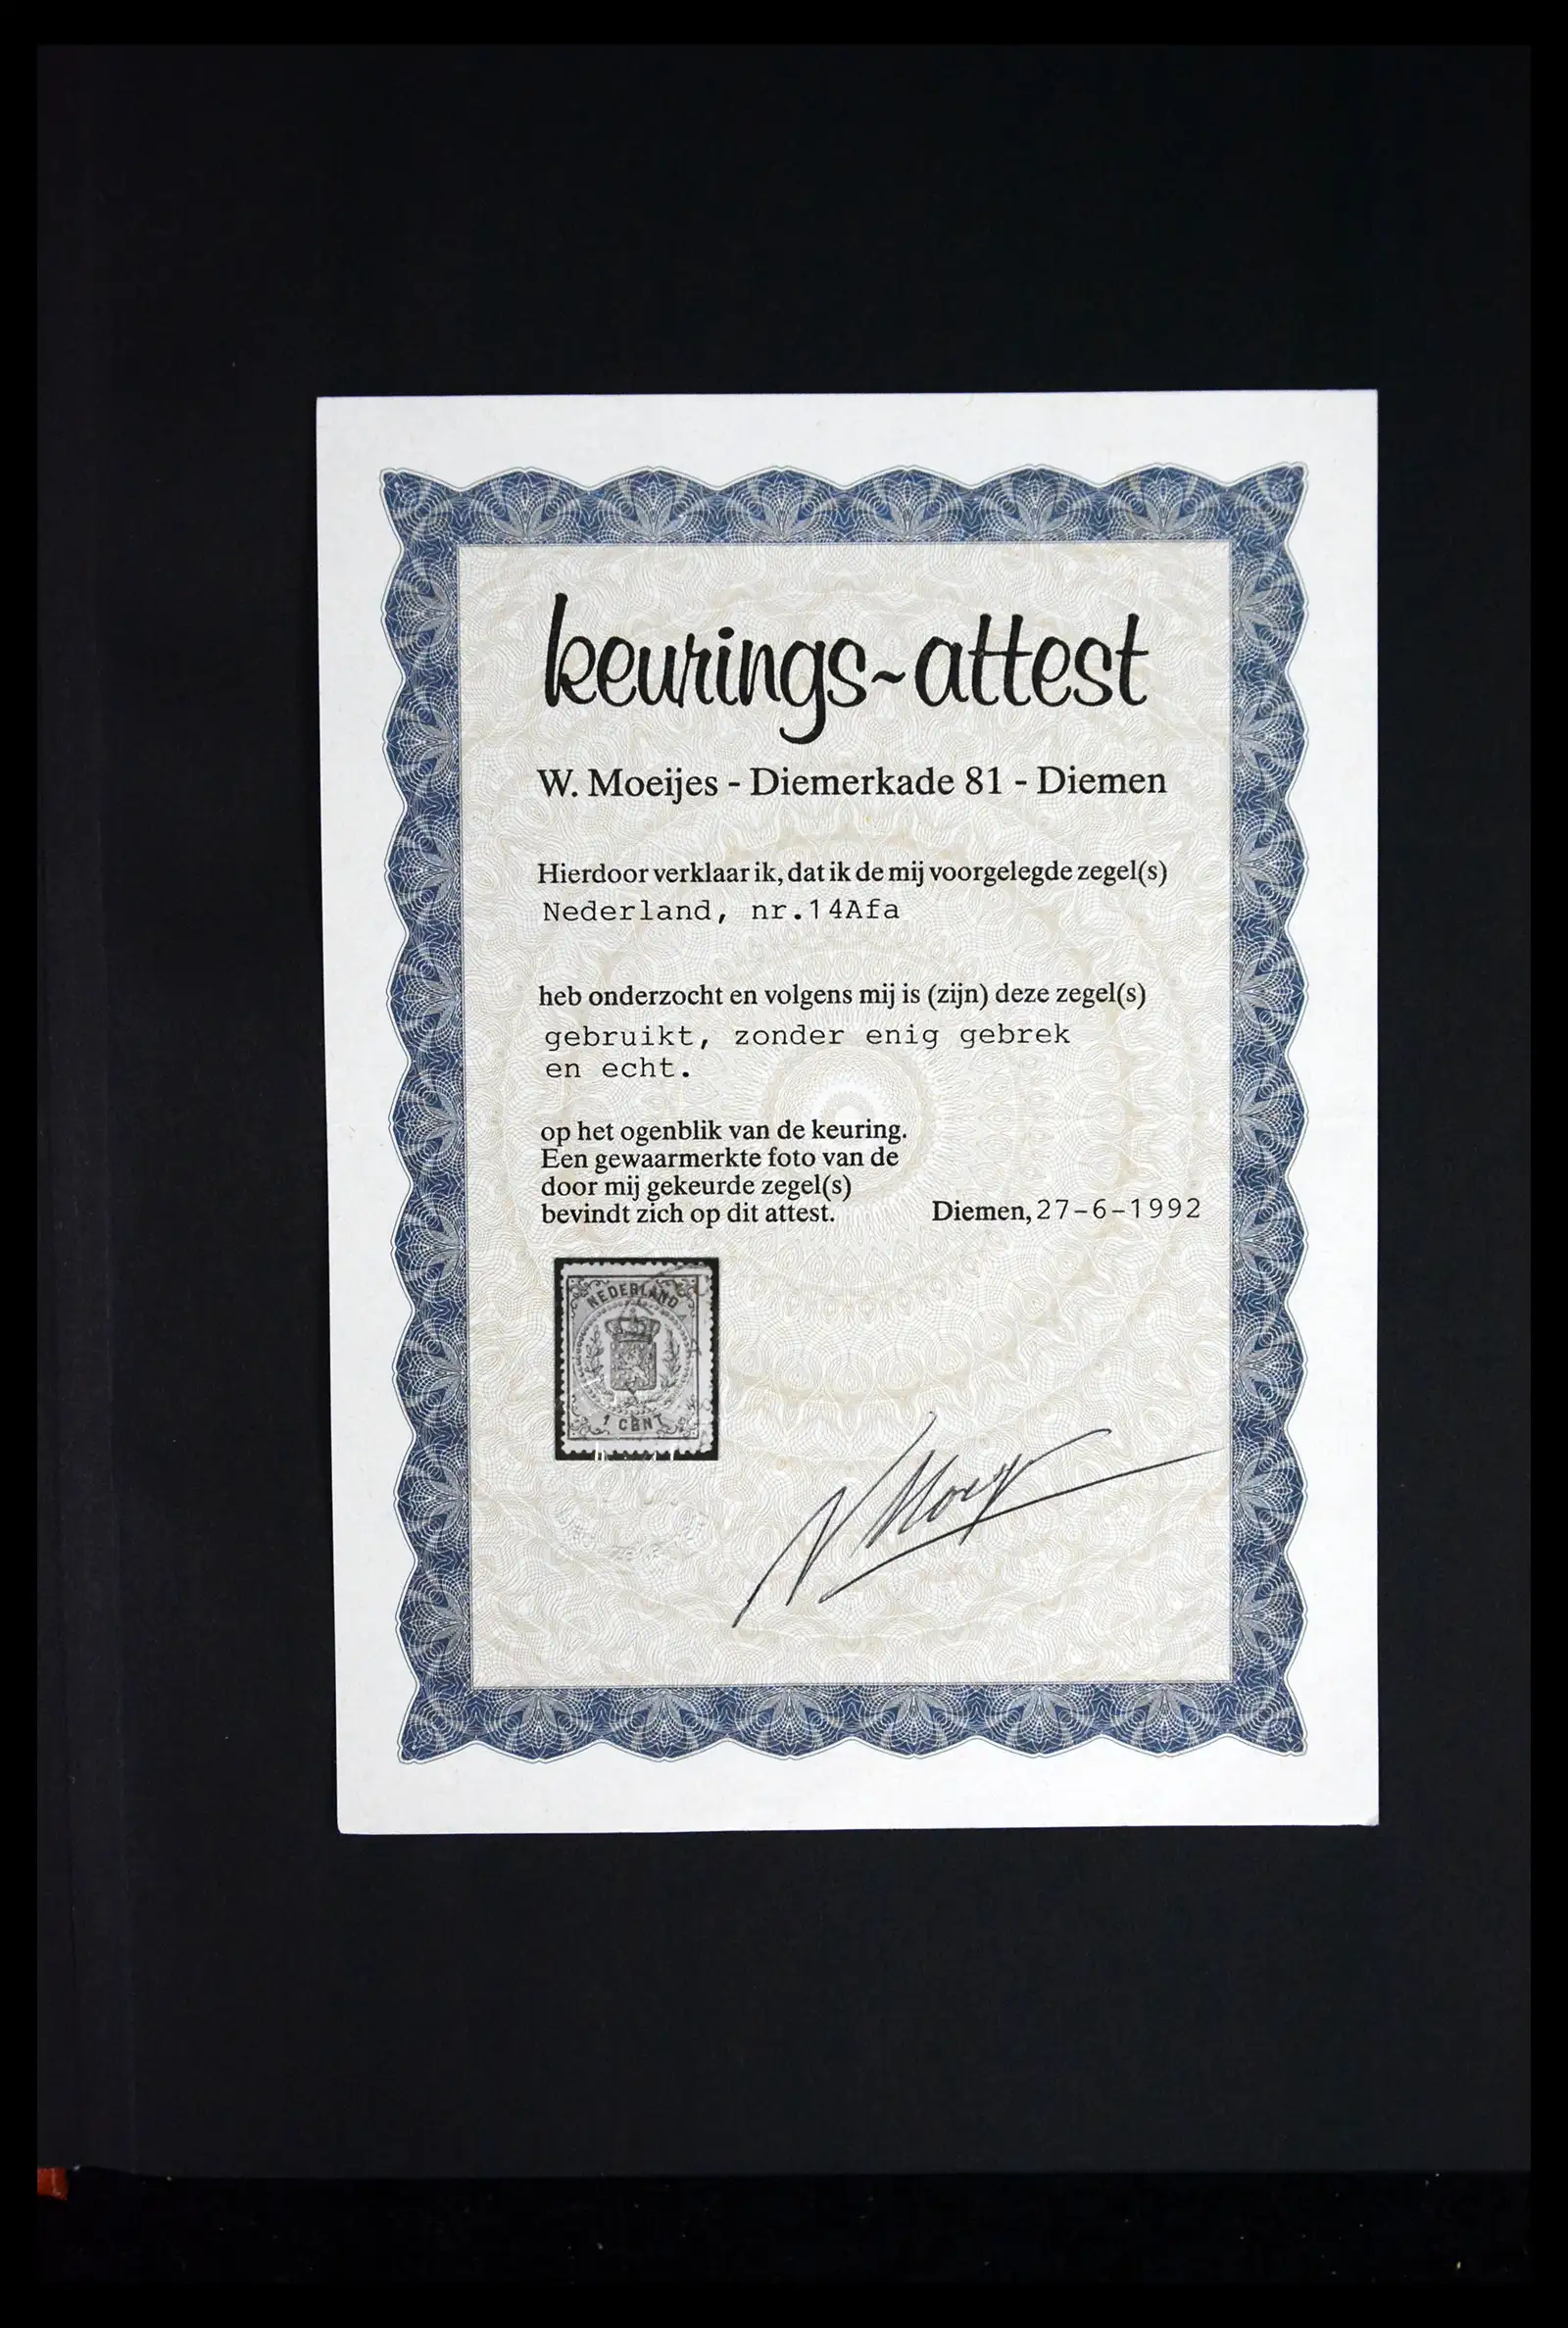 keurings~attest
W. Moeijes - Diemerkade 81 - Diemen
Hierdoor verklaar ik, dat ik de mij voorgelegde zegel(s)
Nederland, nr.14Afa
heb onderzocht en volgens mij is (zijn) deze zegel(s)
gebruikt, zonder enig gebrek
en echt.
op het ogenblik van de keuring.
Een gewaarmerkte foto van de
door mij gekeurde zegel(s)
bevindt zich op dit attest.
Diemen, 27-6-1992
NEDERLAND
1 CENT